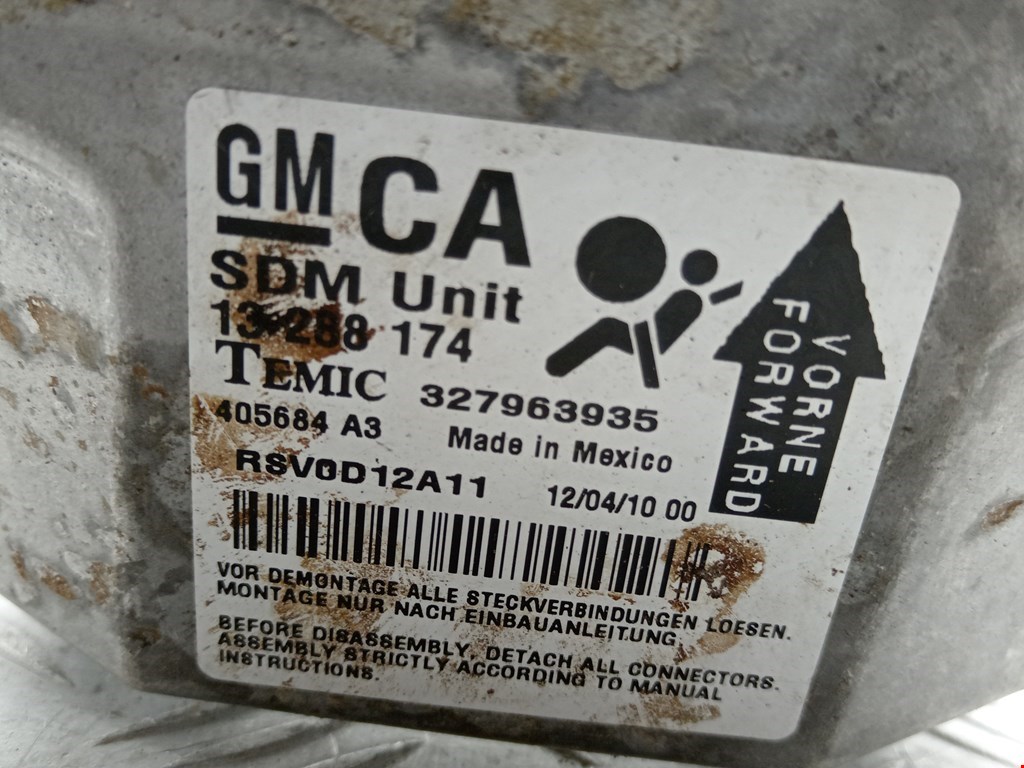 GM CA
SDM Unit
13 288 174
TEMIC 327963935
405684 A3 Made in Mexico
RSV0D12A11 12/04/10 00
VORNE
FORWARD
VOR DEMONTAGE ALLE STECKVERBINDUNGEN LOESEN.
MONTAGE NUR NACH EINBAUANLEITUNG.
BEFORE DISASSEMBLY, DETACH ALL CONNECTORS.
ASSEMBLY STRICTLY ACCORDING TO MANUAL
INSTRUCTIONS.